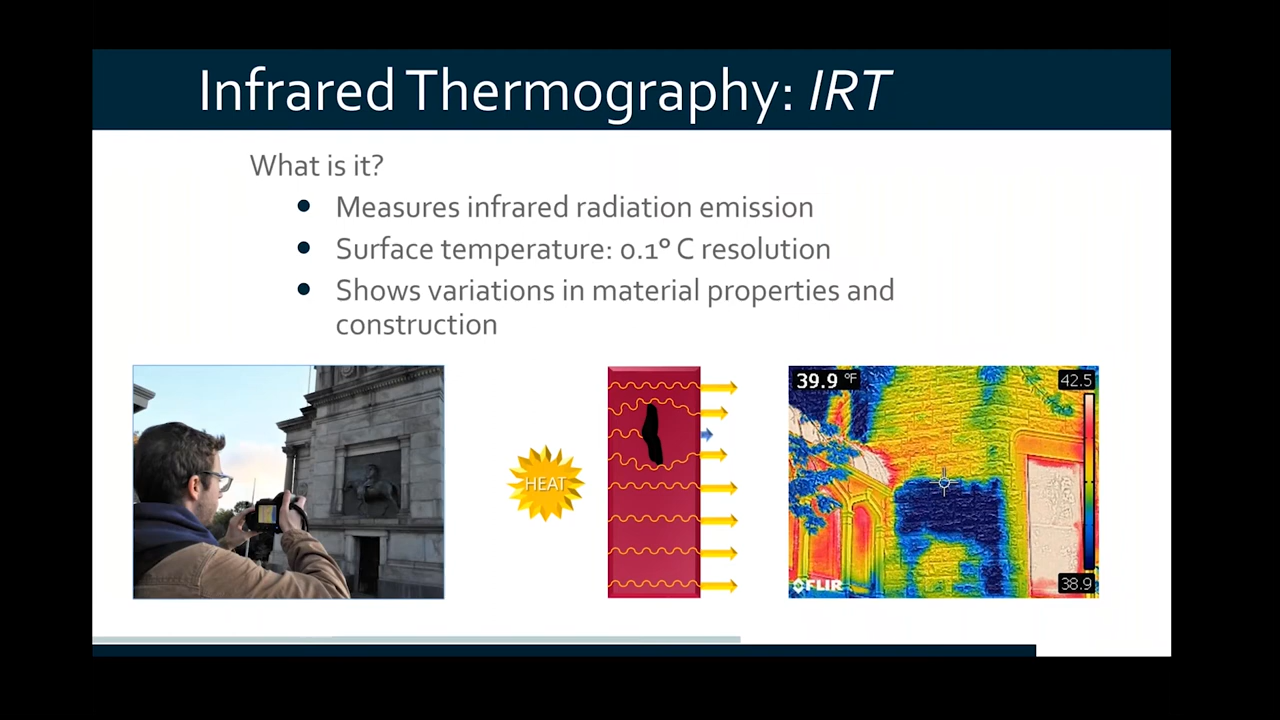 Infrared Thermography: IRT
What is it?
● Measures infrared radiation emission
● Surface temperature: 0.1° C resolution
● Shows variations in material properties and
construction
HEAT
39.9 °F
42.5
38.9
FLIR